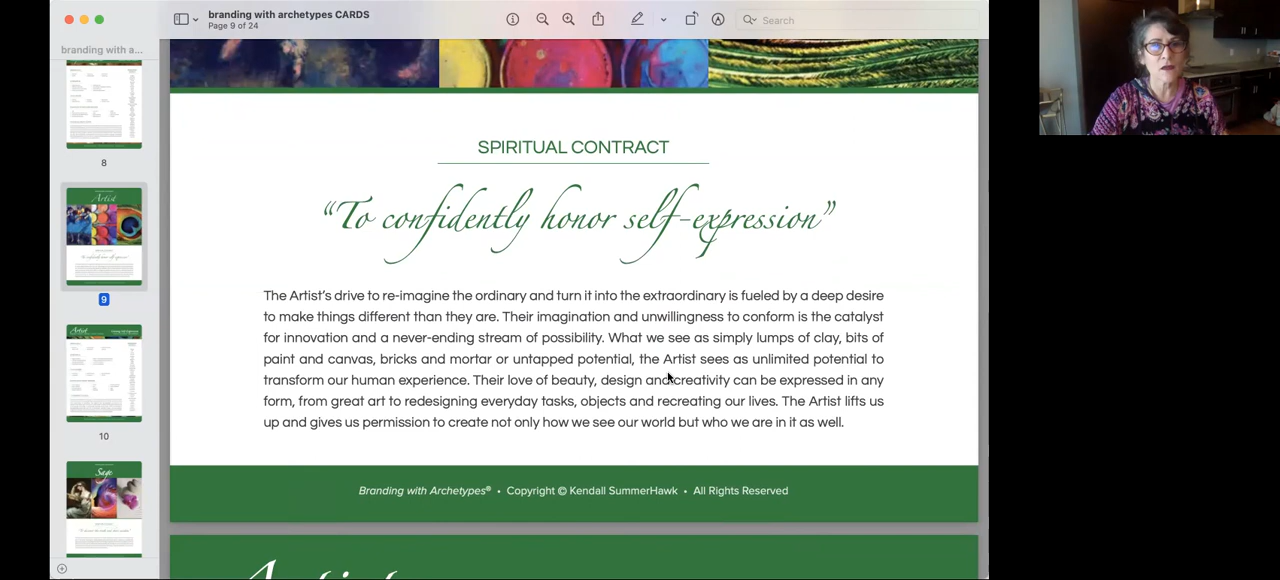 branding with archetypes CARDS
Page 9 of 24
Search
branding with a...
8
Artist
9
Artist
10
Sage
SPIRITUAL CONTRACT
“To confidently honor self-expression”
The Artist’s drive to re-imagine the ordinary and turn it into the extraordinary is fueled by a deep desire
to make things different than they are. Their imagination and unwillingness to conform is the catalyst
for innovation and a never-ending stream of possibility. What we see as simply lumps of clay, bits of
paint and canvas, bricks and mortar or untapped potential, the Artist sees as unlimited potential to
transform our human experience. Their love of beauty, design and creativity can be expressed in any
form, from great art to redesigning everyday tasks, objects and recreating our lives. The Artist lifts us
up and gives us permission to create not only how we see our world but who we are in it as well.
Branding with Archetypes® • Copyright © Kendall SummerHawk • All Rights Reserved